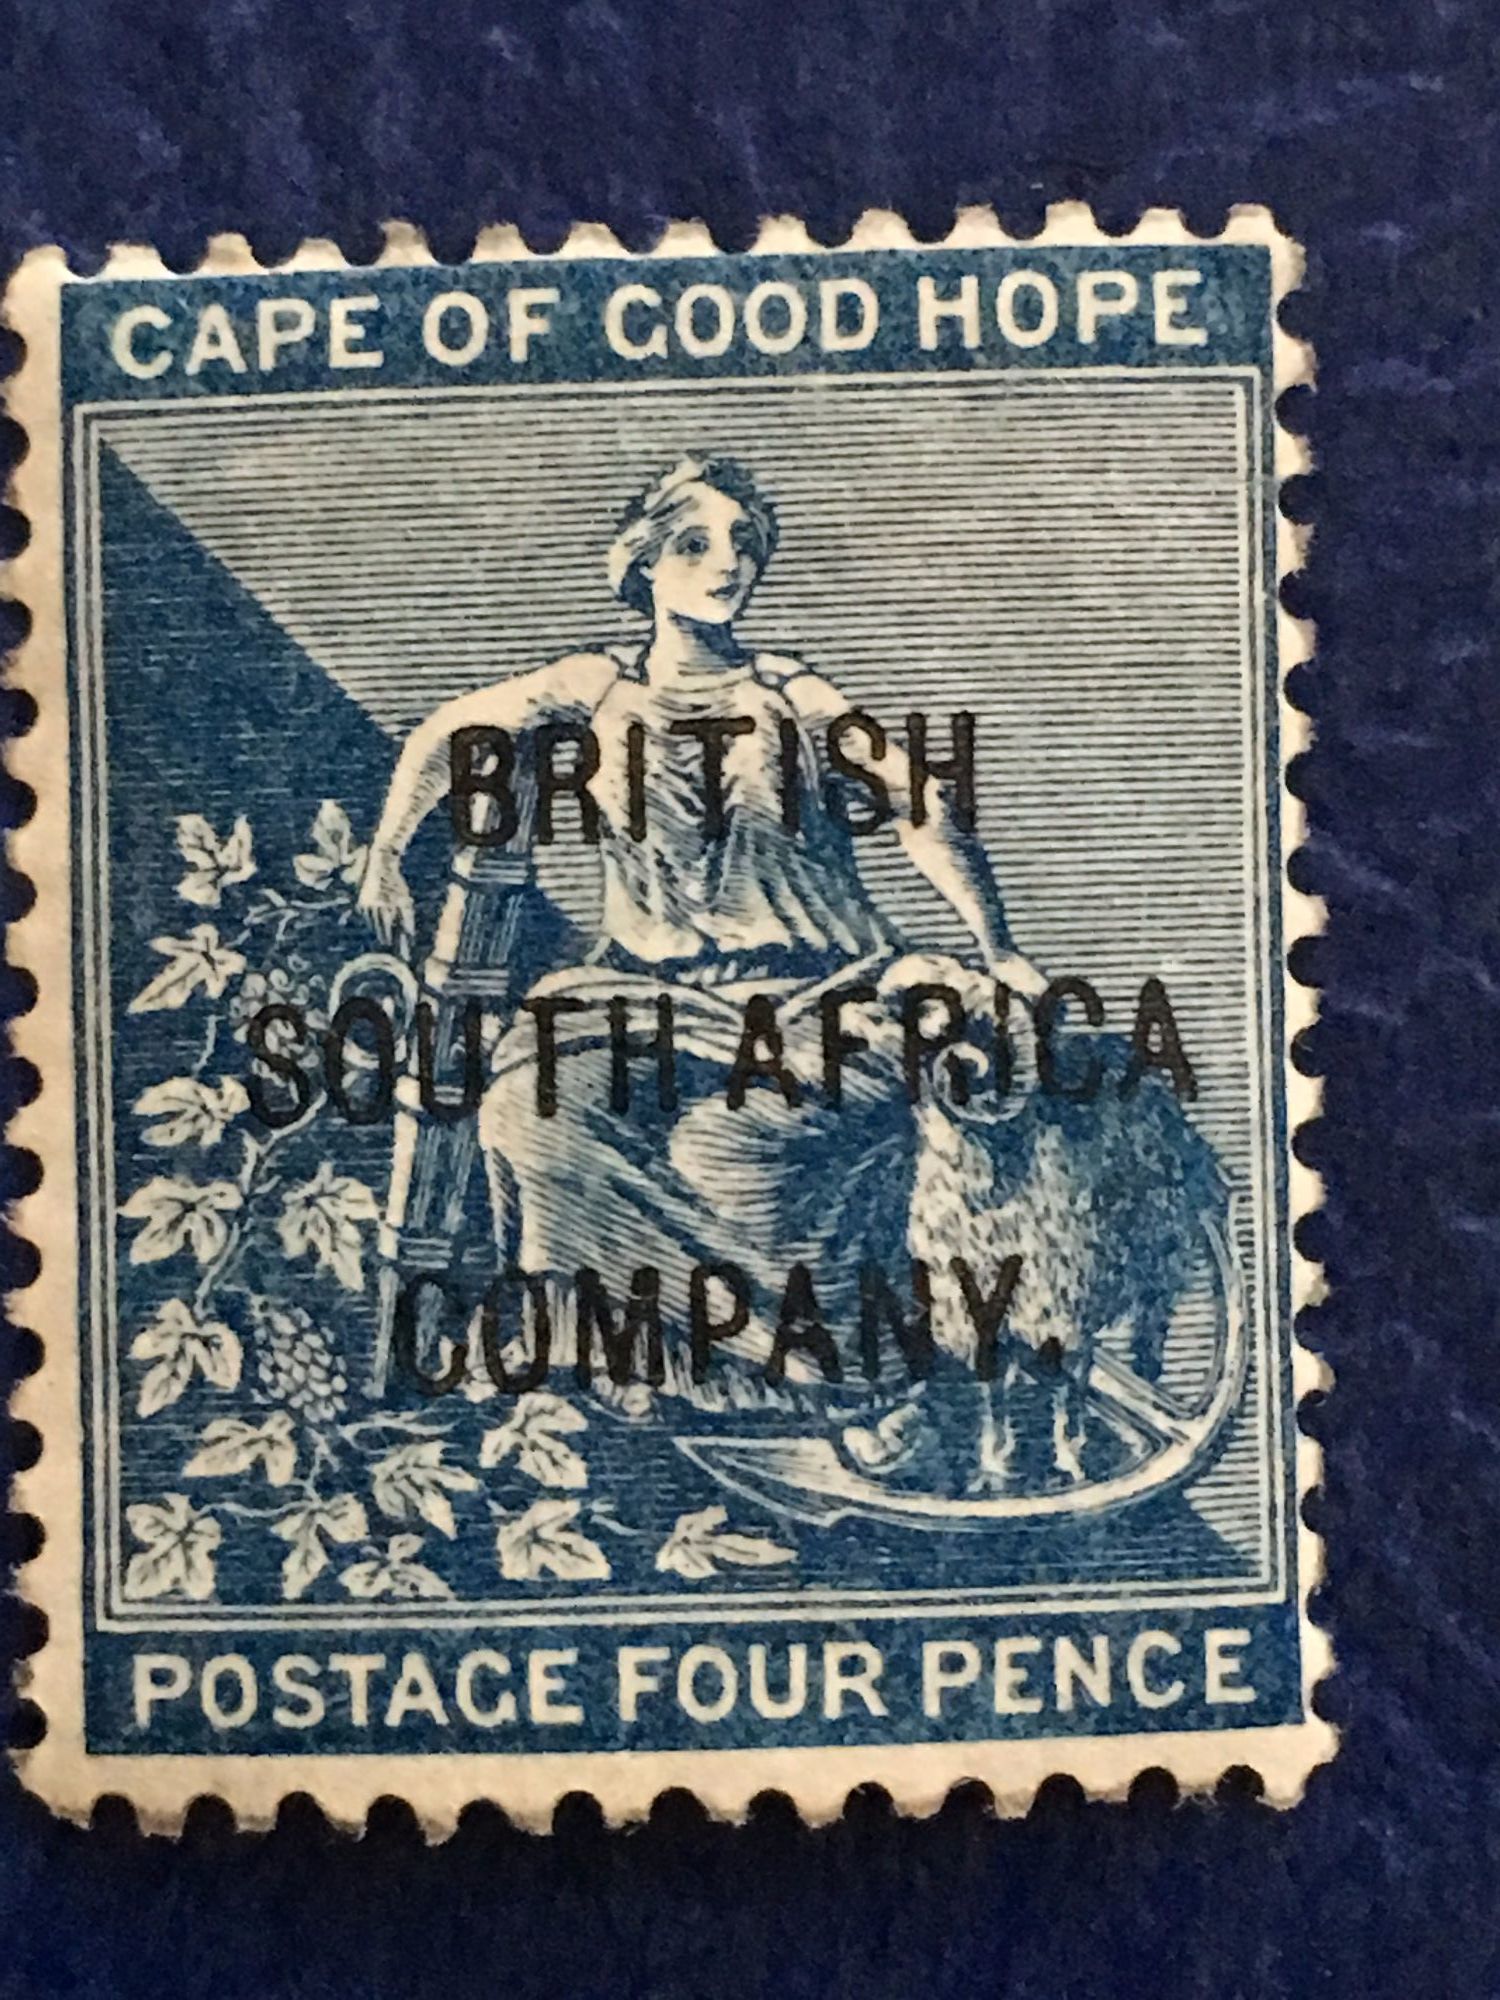 CAPE OF GOOD HOPE
BRITISH
SOUTH AFRICA
COMPANY.
POSTAGE FOUR PENCE